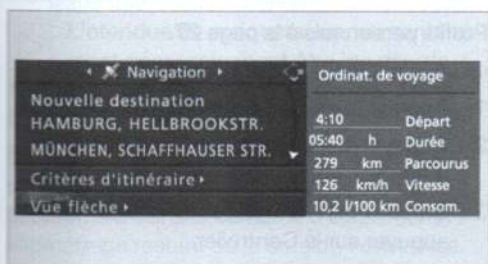 Navigation
Nouvelle destination
HAMBURG, HELLBROOKSTR.
MÜNCHEN, SCHAFFHAUSER STR.
Critères d'itinéraire
Vue flèche
Ordinat. de voyage
4:10 Départ
05:40 h Durée
279 km Parcourus
126 km/h Vitesse
10,2 l/100 km Consom.